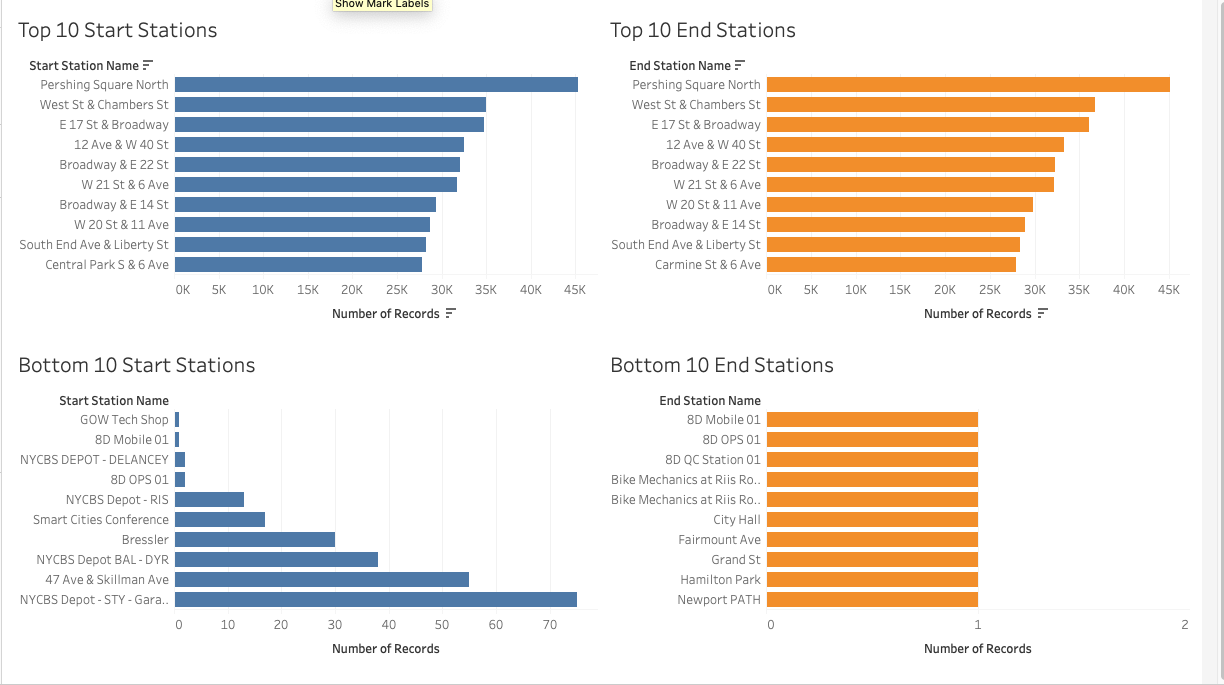 Show Mark Labels
Top 10 Start Stations
Start Station Name
Pershing Square North
West St & Chambers St
E 17 St & Broadway
12 Ave & W 40 St
Broadway & E 22 St
W 21 St & 6 Ave
Broadway & E 14 St
W 20 St & 11 Ave
South End Ave & Liberty St
Central Park S & 6 Ave
0K 5K 10K 15K 20K 25K 30K 35K 40K 45K
Number of Records
Top 10 End Stations
End Station Name
Pershing Square North
West St & Chambers St
E 17 St & Broadway
12 Ave & W 40 St
Broadway & E 22 St
W 21 St & 6 Ave
W 20 St & 11 Ave
Broadway & E 14 St
South End Ave & Liberty St
Carmine St & 6 Ave
0K 5K 10K 15K 20K 25K 30K 35K 40K 45K
Number of Records
Bottom 10 Start Stations
Start Station Name
GOW Tech Shop
8D Mobile 01
NYCBS DEPOT - DELANCEY
8D OPS 01
NYCBS Depot - RIS
Smart Cities Conference
Bressler
NYCBS Depot BAL - DYR
47 Ave & Skillman Ave
NYCBS Depot - STY - Gara..
0 10 20 30 40 50 60 70
Number of Records
Bottom 10 End Stations
End Station Name
8D Mobile 01
8D OPS 01
8D QC Station 01
Bike Mechanics at Riis Ro..
Bike Mechanics at Riis Ro..
City Hall
Fairmount Ave
Grand St
Hamilton Park
Newport PATH
0 1 2
Number of Records